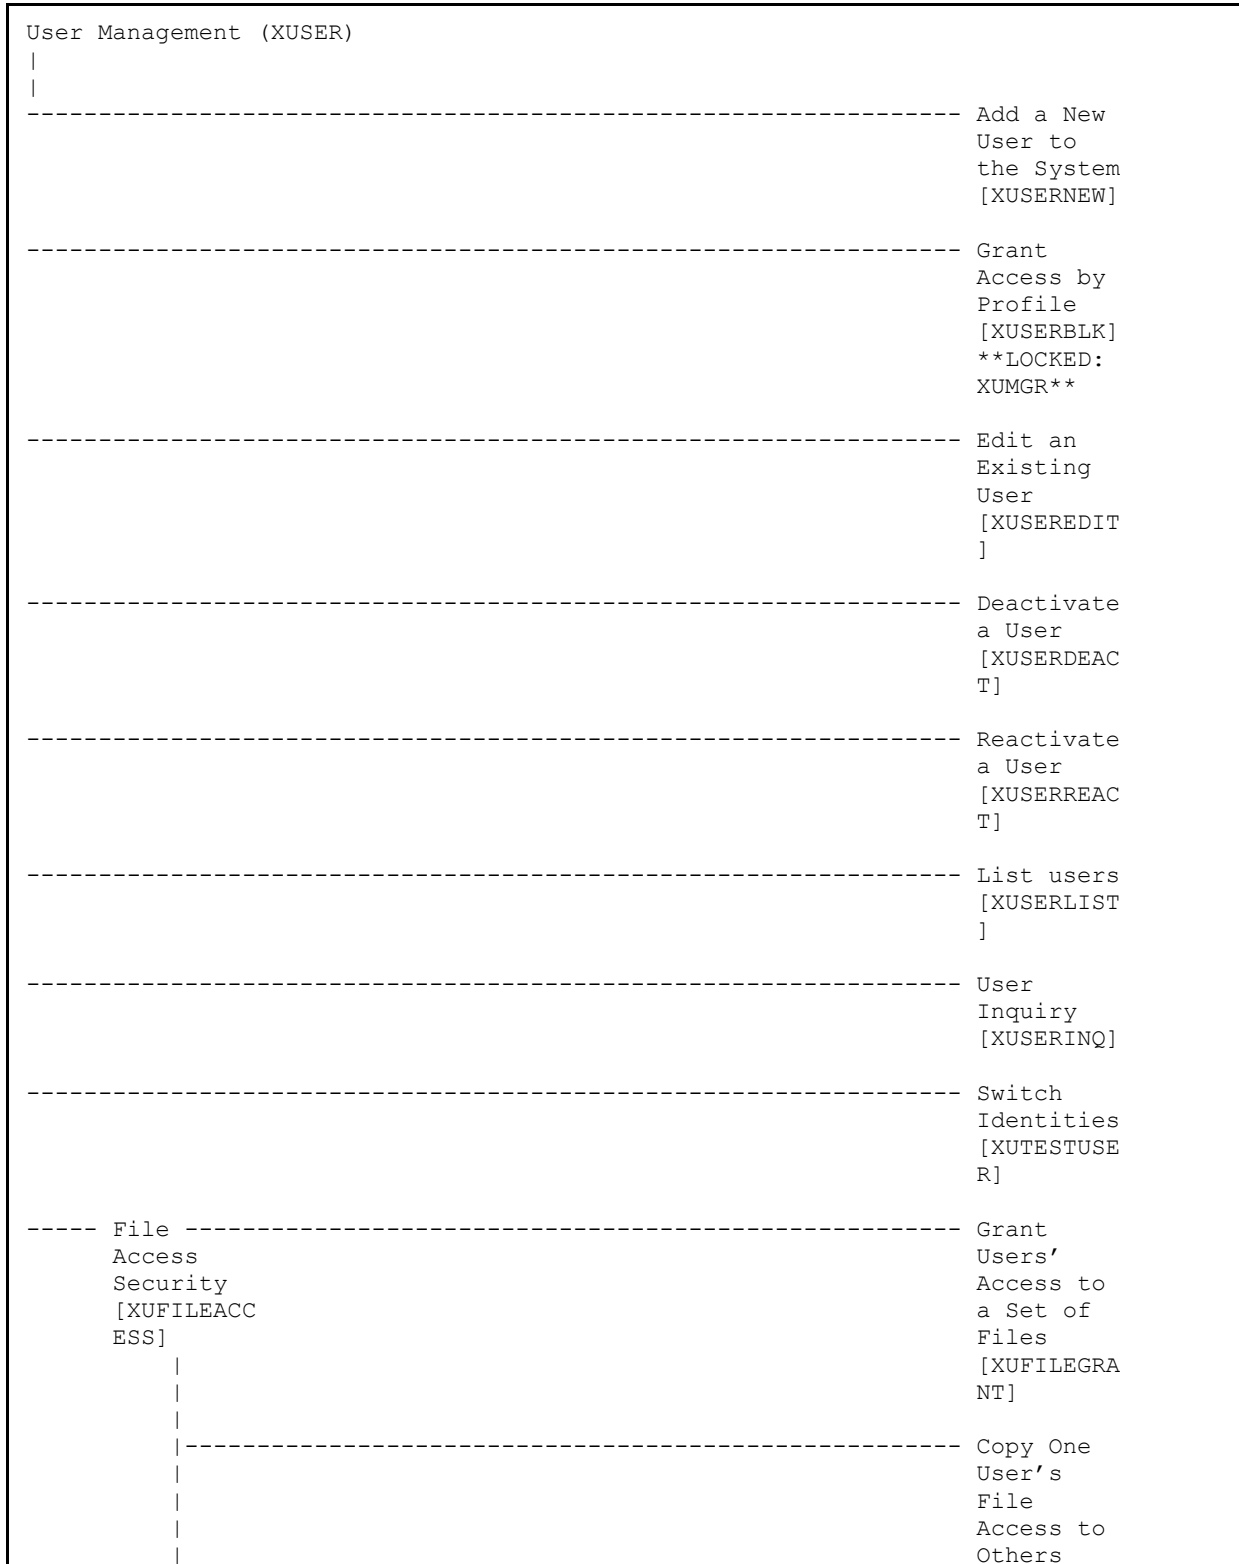 User Management (XUSER)
|
|
----------------------------------------------------------------- Add a New
User to
the System
[XUSERNEW]
----------------------------------------------------------------- Grant
Access by
Profile
[XUSERBLK]
**LOCKED:
XUMGR**
----------------------------------------------------------------- Edit an
Existing
User
[XUSEREDIT
]
----------------------------------------------------------------- Deactivate
a User
[XUSERDEAC
T]
----------------------------------------------------------------- Reactivate
a User
[XUSERREAC
T]
----------------------------------------------------------------- List users
[XUSERLIST
]
----------------------------------------------------------------- User
Inquiry
[XUSERINQ]
----------------------------------------------------------------- Switch
Identities
[XUTESTUSE
R]
----- File ------------------------------------------------------ Grant
Access                                                      Users’
Security                                                    Access to
[XUFILEACC                                                  a Set of
ESS]                                                        Files
|                                                       [XUFILEGRA
|                                                       NT]
|
|------------------------------------------------------ Copy One
|                                                       User’s
|                                                       File
|                                                       Access to
|                                                       Others